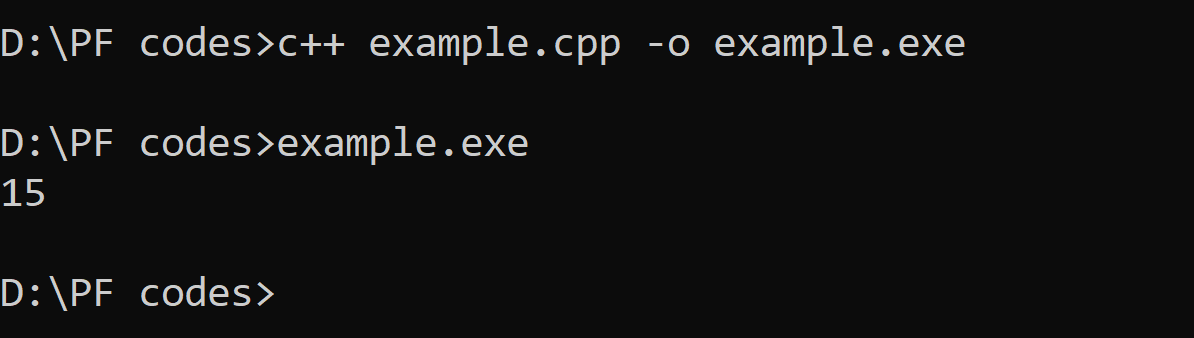 D:\PF codes>c++ example.cpp -o example.exe
D:\PF codes>example.exe
15
D:\PF codes>